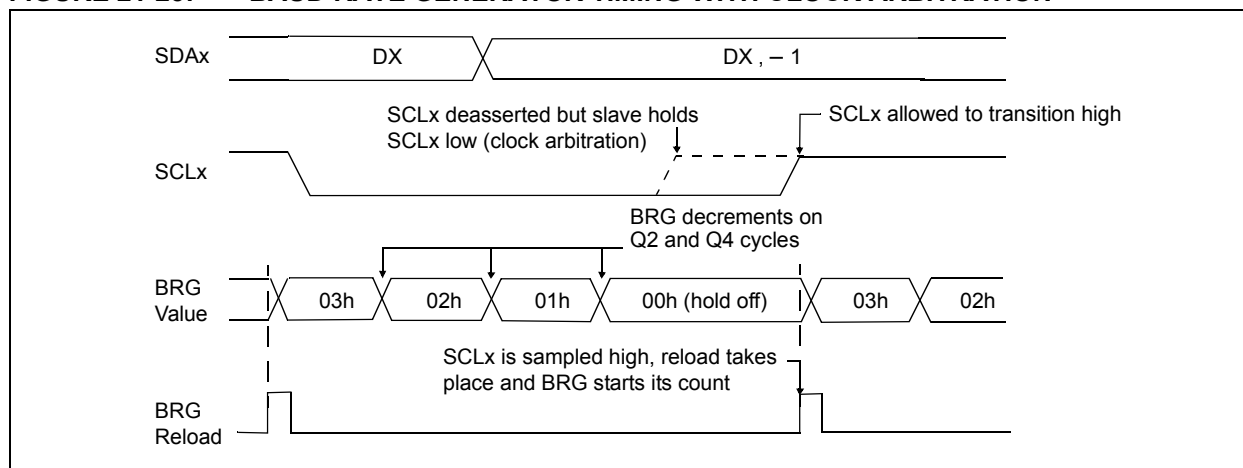 SDAx
DX
DX , – 1
SCLx deasserted but slave holds
SCLx low (clock arbitration)
SCLx allowed to transition high
SCLx
BRG decrements on
Q2 and Q4 cycles
BRG
Value
03h
02h
01h
00h (hold off)
03h
02h
SCLx is sampled high, reload takes
place and BRG starts its count
BRG
Reload